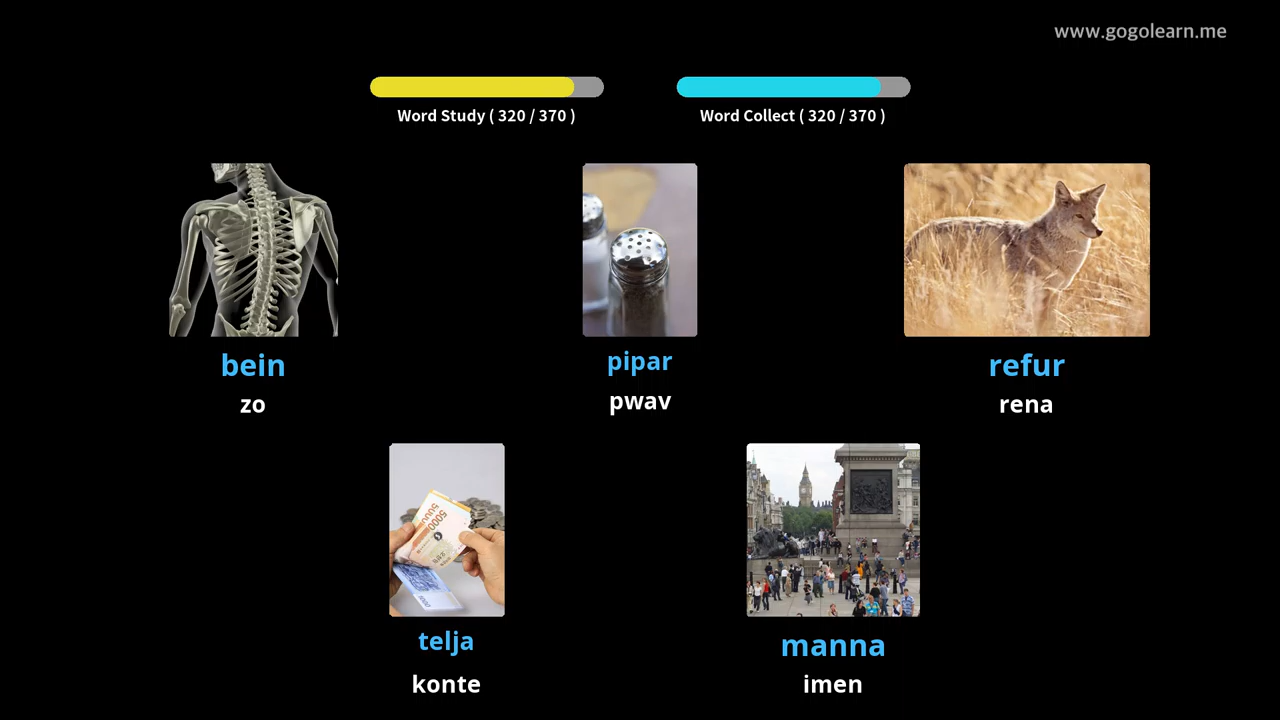 www.gogolearn.me
Word Study ( 320 / 370 )
Word Collect ( 320 / 370 )
bein
zo
pipar
pwav
refur
rena
5000
telja
konte
manna
imen